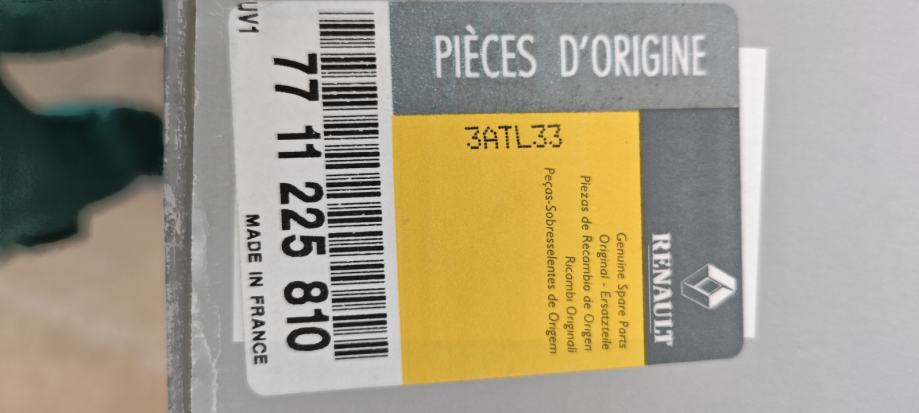 PIÈCES D'ORIGINE
3ATL33
RENAULT
Genuine Spare Parts
Original - Ersatzteile
Piezas de Recambio de Origen
Ricambi Originali
Peças-Sobresselentes de Origem
77 11 225 810
MADE IN FRANCE
UV1